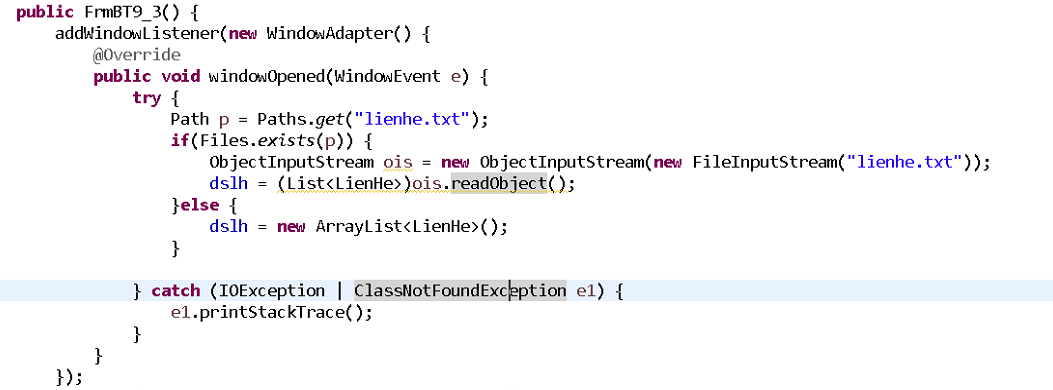 public FrmBT9_3() {
    addWindowListener(new WindowAdapter() {
        @Override
        public void windowOpened(WindowEvent e) {
            try {
                Path p = Paths.get("lienhe.txt");
                if(Files.exists(p)) {
                    ObjectInputStream ois = new ObjectInputStream(new FileInputStream("lienhe.txt"));
                    dslh = (List<LienHe>)ois.readObject();
                }else {
                    dslh = new ArrayList<LienHe>();
                }
            } catch (IOException | ClassNotFoundException e1) {
                e1.printStackTrace();
            }
        }
    });